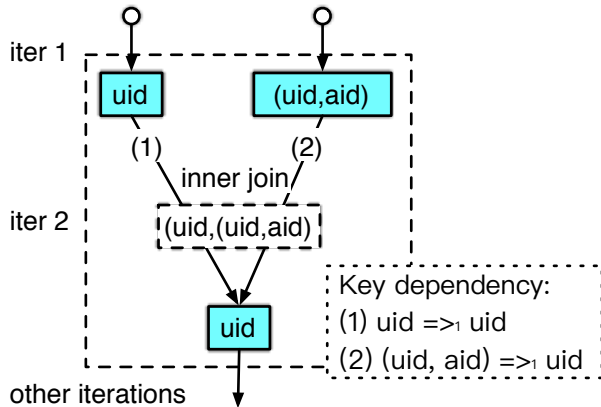 iter 1
uid
(uid,aid)
(1)
(2)
inner join
iter 2
(uid,(uid,aid)
uid
Key dependency:
(1) uid =>₁ uid
(2) (uid, aid) =>₁ uid
other iterations